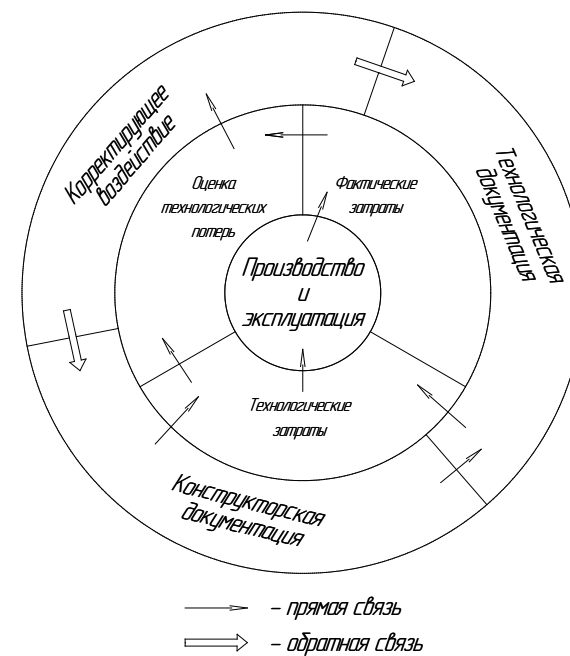 Корректирующее
воздействие
Технологическая
документация
Оценка
технологических
потерь
Фактические
затраты
Производство
и
эксплуатация
Технологические
затраты
Конструкторская
документация
– прямая связь
– обратная связь